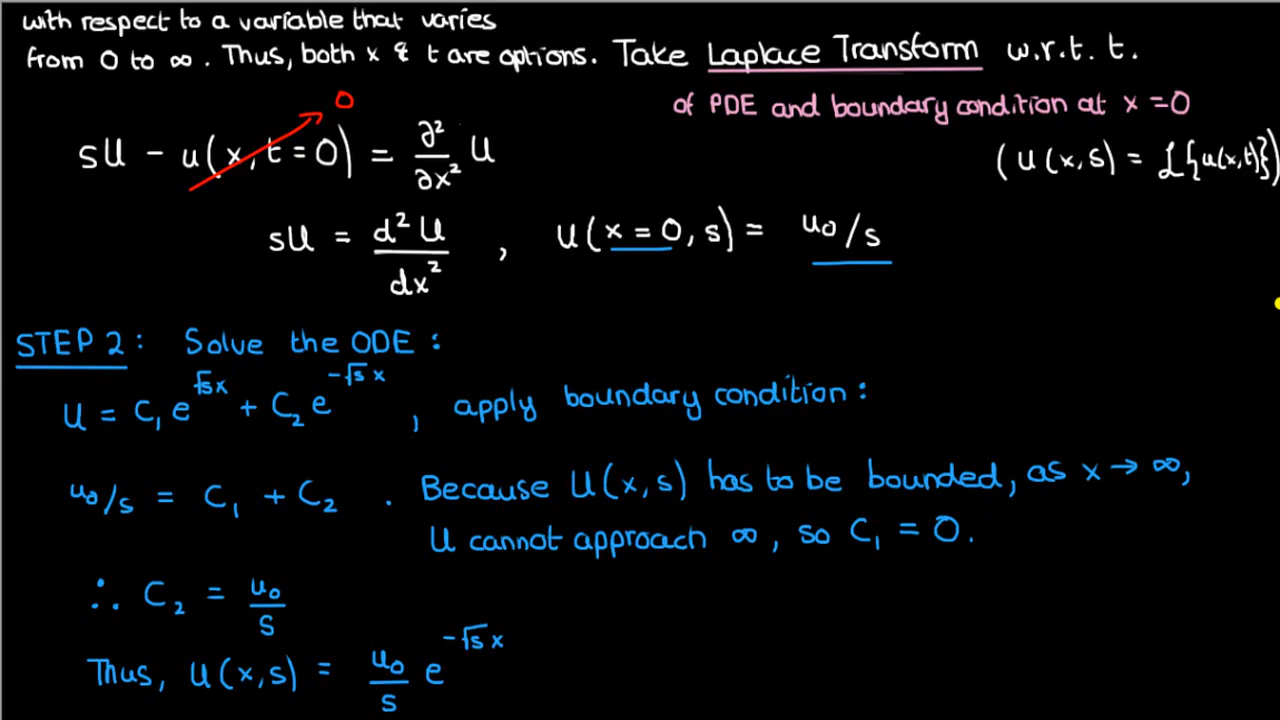 with respect to a variable that varies
from 0 to ∞. Thus, both x & t are options. Take Laplace Transform w.r.t. t.
of PDE and boundary condition at x = 0
0
sU - u(x, t = 0) = ∂²/∂x² U
(U(x,s) = ℒ{u(x,t)})
sU = d²U/dx² , U(x = 0, s) = u₀/s
STEP 2: Solve the ODE:
U = C₁e^(√s x) + C₂e^(-√s x) , apply boundary condition:
u₀/s = C₁ + C₂ . Because U(x,s) has to be bounded, as x → ∞,
U cannot approach ∞, so C₁ = 0.
∴ C₂ = u₀/s
Thus, U(x,s) = u₀/s e^(-√s x)